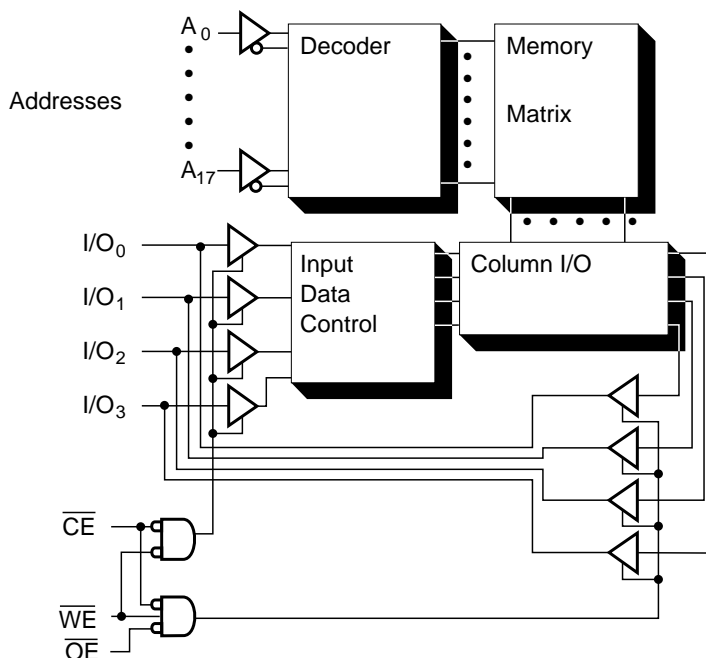 A0
Decoder
Memory
Addresses
Matrix
A17
I/O0
Input
Column I/O
I/O1
Data
Control
I/O2
I/O3
CE
WE
OE